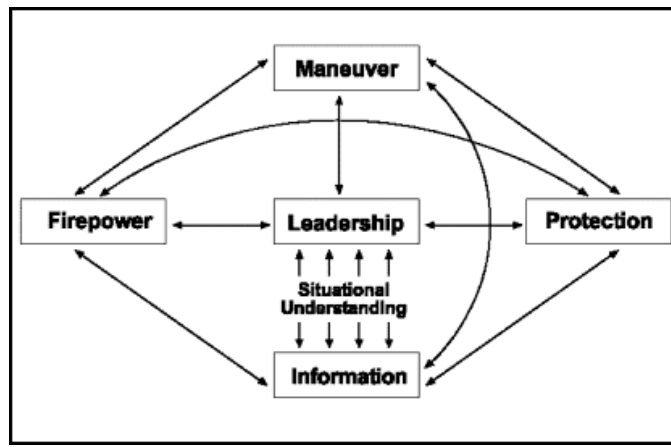 Maneuver
Firepower
Leadership
Protection
Situational
Understanding
Information